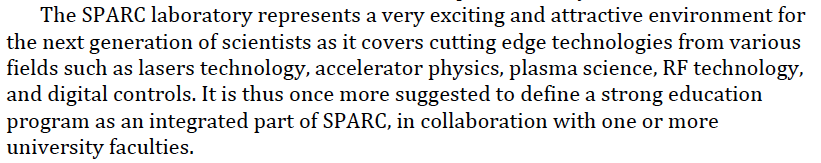 The SPARC laboratory represents a very exciting and attractive environment for
the next generation of scientists as it covers cutting edge technologies from various
fields such as lasers technology, accelerator physics, plasma science, RF technology,
and digital controls. It is thus once more suggested to define a strong education
program as an integrated part of SPARC, in collaboration with one or more
university faculties.